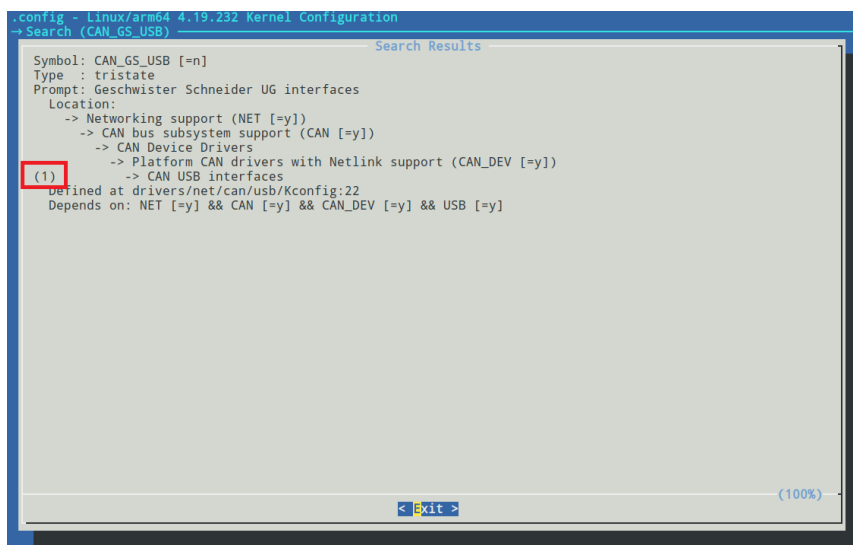 .config - Linux/arm64 4.19.232 Kernel Configuration
→ Search (CAN_GS_USB)
Search Results
Symbol: CAN_GS_USB [=n]
Type : tristate
Prompt: Geschwister Schneider UG interfaces
Location:
-> Networking support (NET [=y])
-> CAN bus subsystem support (CAN [=y])
-> CAN Device Drivers
-> Platform CAN drivers with Netlink support (CAN_DEV [=y])
(1) -> CAN USB interfaces
Defined at drivers/net/can/usb/Kconfig:22
Depends on: NET [=y] && CAN [=y] && CAN_DEV [=y] && USB [=y]
(100%)
< Exit >